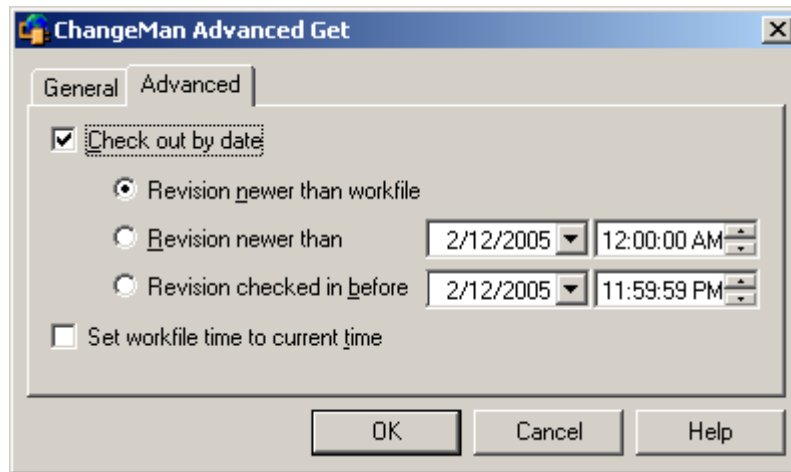 ChangeMan Advanced Get
General Advanced
Check out by date
Revision newer than workfile
Revision newer than 2/12/2005 12:00:00 AM
Revision checked in before 2/12/2005 11:59:59 PM
Set workfile time to current time
OK Cancel Help